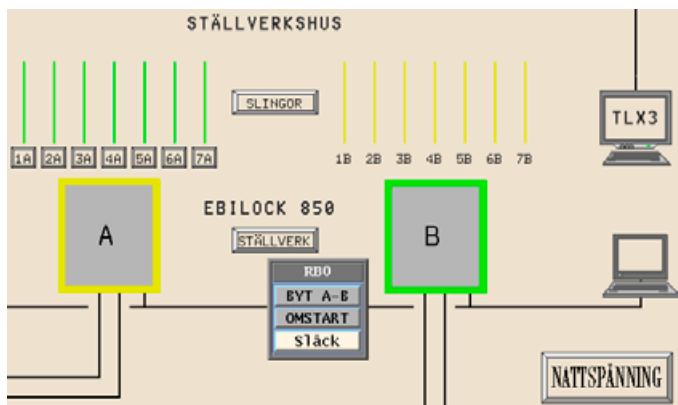 STÄLLVERKSHUS
SLINGOR
TLX3
1A 2A 3A 4A 5A 6A 7A
1B 2B 3B 4B 5B 6B 7B
EBILOCK 850
A
STÄLLVERK
B
RBO
BYT A-B
OMSTART
Släck
NATTSPÄNNING